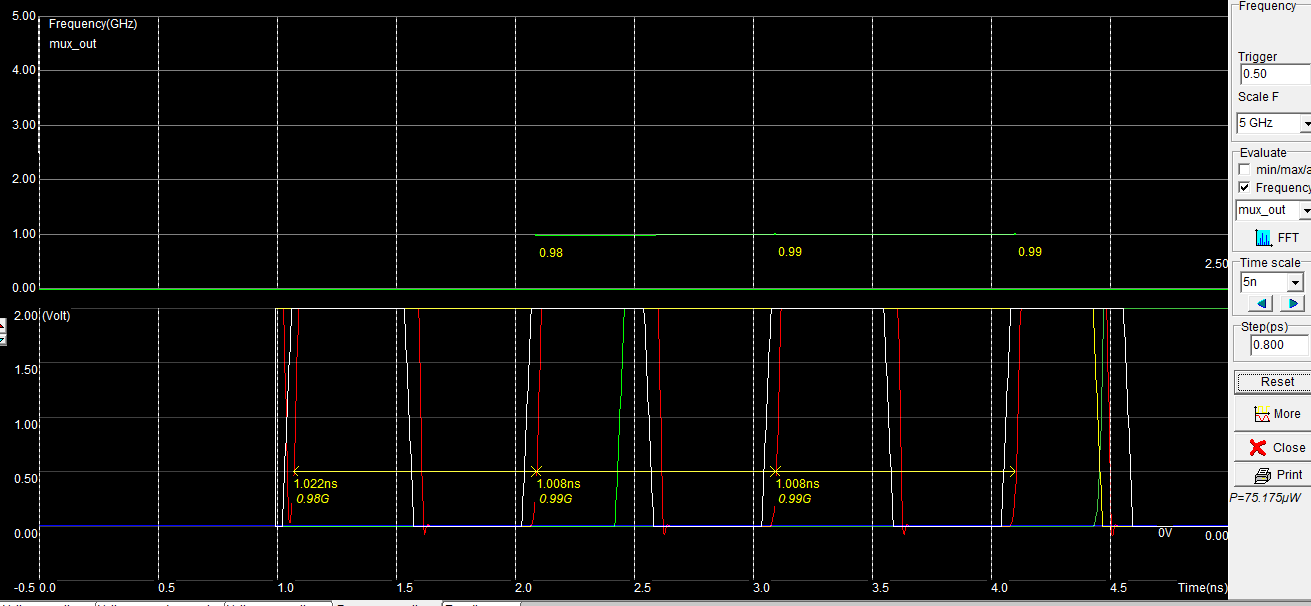 5.00
Frequency(GHz)
mux_out
4.00
3.00
2.00
1.00
0.98
0.99
0.99
2.50
0.00
2.00 (Volt)
1.50
1.00
0.50
1.022ns
0.98G
1.008ns
0.99G
1.008ns
0.99G
0.00
0V
0.00
-0.5 0.0
0.5
1.0
1.5
2.0
2.5
3.0
3.5
4.0
4.5
Time(ns)
Frequency
Trigger
0.50
Scale F
5 GHz
Evaluate
min/max/a
Frequency
mux_out
FFT
Time scale
5n
Step(ps)
0.800
Reset
More
Close
Print
P=75.175µW